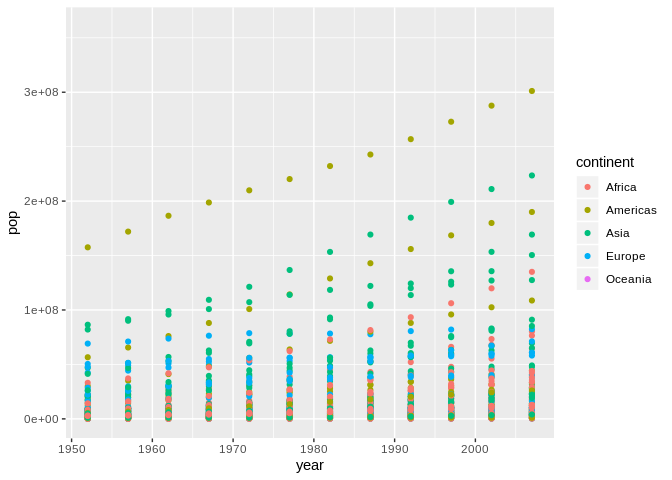 3e+08
2e+08
1e+08
0e+00
pop
1950
1960
1970
1980
1990
2000
year
continent
Africa
Americas
Asia
Europe
Oceania